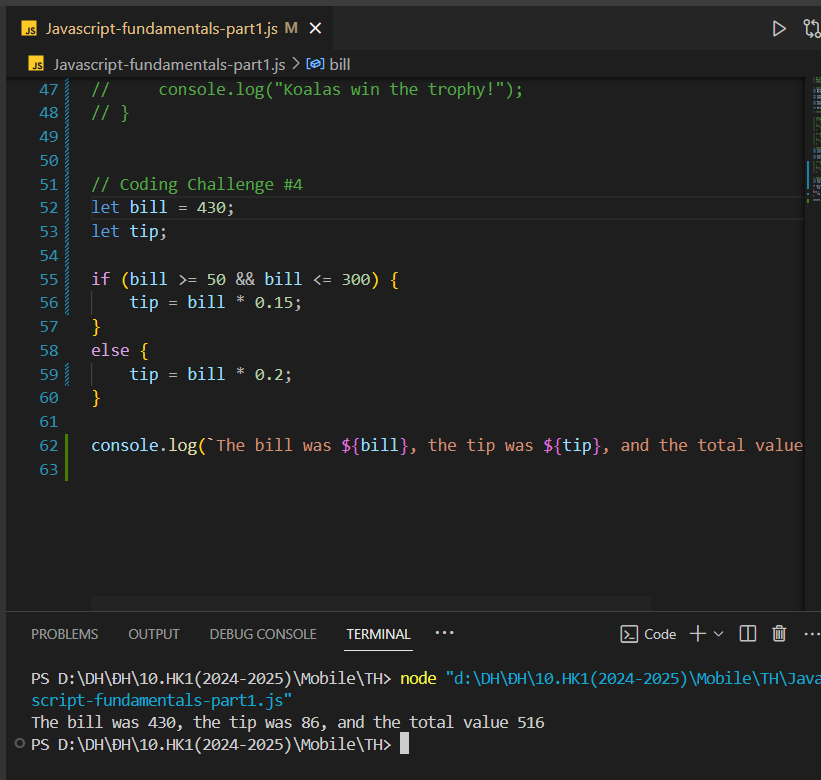 JS Javascript-fundamentals-part1.js M
JS Javascript-fundamentals-part1.js > bill
47 //     console.log("Koalas win the trophy!");
48 // }
49
50
51 // Coding Challenge #4
52 let bill = 430;
53 let tip;
54
55 if (bill >= 50 && bill <= 300) {
56     tip = bill * 0.15;
57 }
58 else {
59     tip = bill * 0.2;
60 }
61
62 console.log(`The bill was ${bill}, the tip was ${tip}, and the total value
63
PROBLEMS OUTPUT DEBUG CONSOLE TERMINAL ··· Code
PS D:\DH\ĐH\10.HK1(2024-2025)\Mobile\TH> node "d:\DH\ĐH\10.HK1(2024-2025)\Mobile\TH\Java
script-fundamentals-part1.js"
The bill was 430, the tip was 86, and the total value 516
PS D:\DH\ĐH\10.HK1(2024-2025)\Mobile\TH>